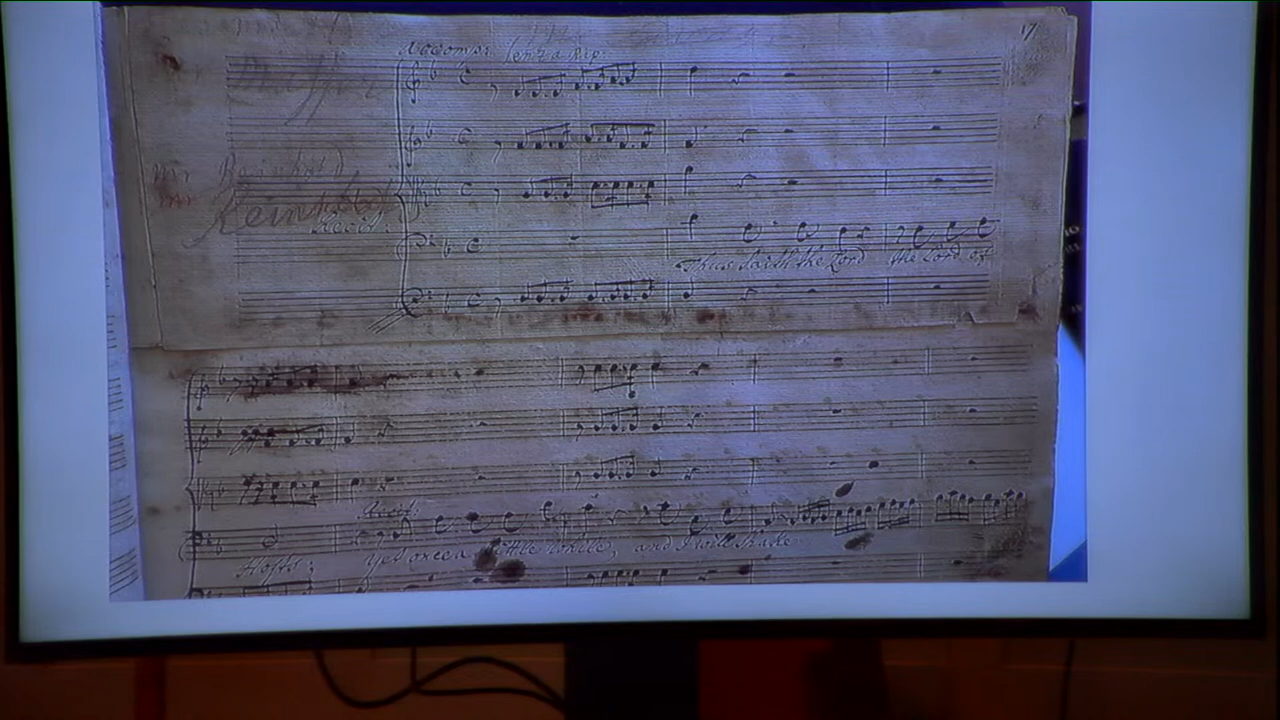 17
Accomp. senza Rip
Mr Reinhold
Reinhold
Recit.
Thus saith the Lord the Lord of
Recit.
Hosts; yet once a little while, and I will shake